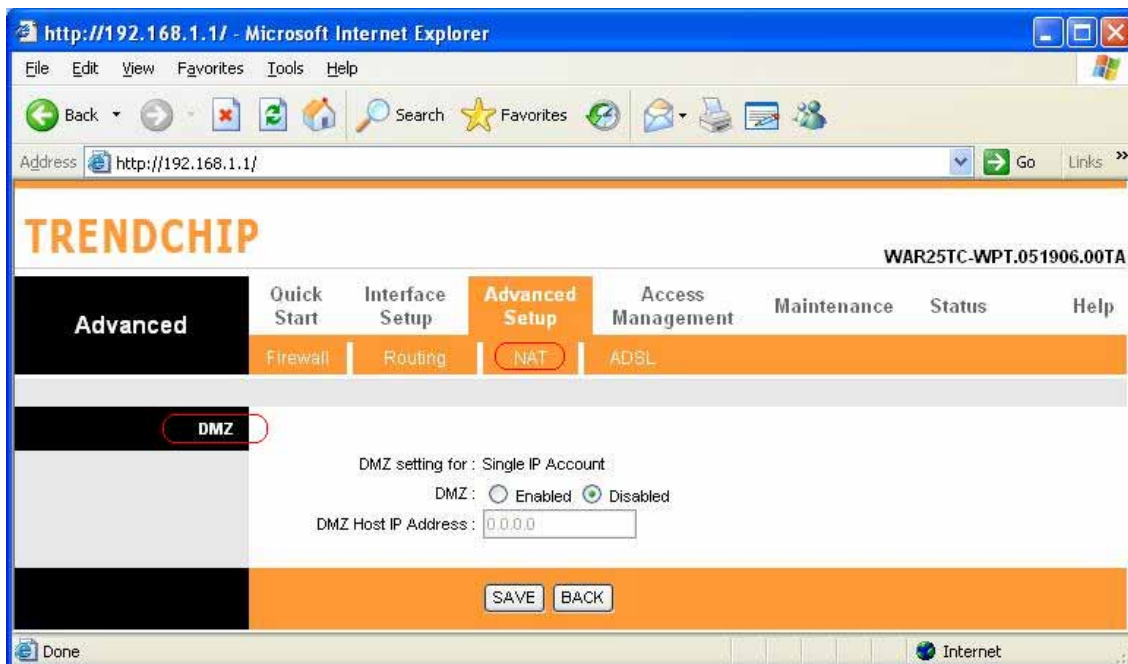 http://192.168.1.1/ - Microsoft Internet Explorer
File Edit View Favorites Tools Help
Back Search Favorites
Address http://192.168.1.1/ Go Links »
TRENDCHIP
WAR25TC-WPT.051906.00TA
Advanced
Quick Start Interface Setup Advanced Setup Access Management Maintenance Status Help
Firewall Routing NAT ADSL
DMZ
DMZ setting for : Single IP Account
DMZ : Enabled Disabled
DMZ Host IP Address : 0.0.0.0
SAVE BACK
Done Internet